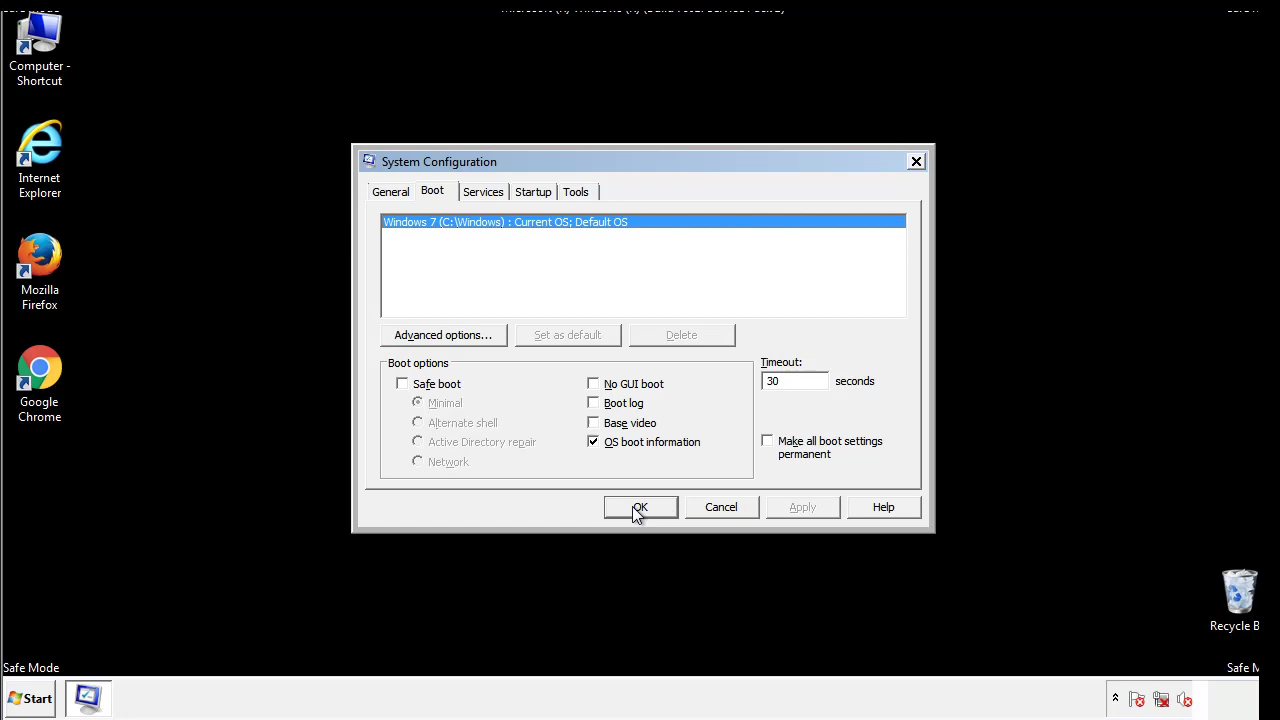 Computer -
Shortcut
Internet
Explorer
Mozilla
Firefox
Google
Chrome
System Configuration
General
Boot
Services
Startup
Tools
Windows 7 (C:\Windows) : Current OS; Default OS
Advanced options...
Set as default
Delete
Boot options
Safe boot
Minimal
Alternate shell
Active Directory repair
Network
No GUI boot
Boot log
Base video
OS boot information
Timeout:
30
seconds
Make all boot settings
permanent
OK
Cancel
Apply
Help
Recycle B
Safe Mode
Safe M
Start